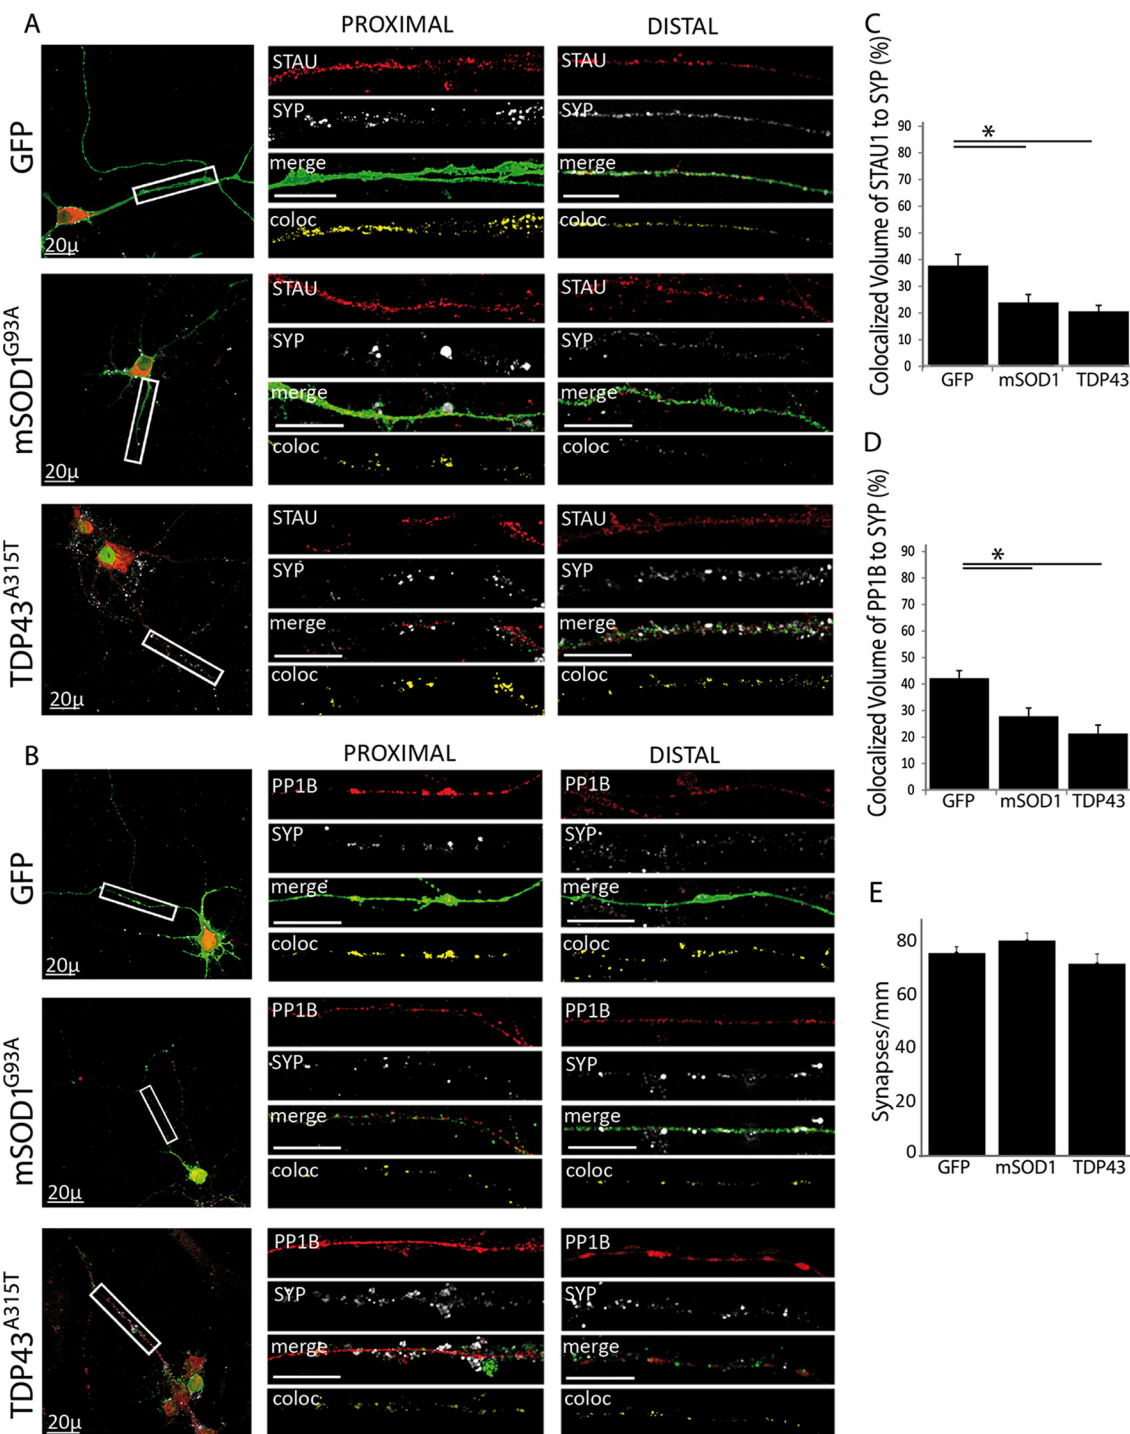 A
PROXIMAL
DISTAL
GFP
20µ
STAU
SYP
merge
coloc
STAU
SYP
merge
coloc
mSOD1G93A
20µ
STAU
SYP
merge
coloc
STAU
SYP
merge
coloc
TDP43A315T
20µ
STAU
SYP
merge
coloc
STAU
SYP
merge
coloc
B
PROXIMAL
DISTAL
GFP
20µ
PP1B
SYP
merge
coloc
PP1B
SYP
merge
coloc
mSOD1G93A
20µ
PP1B
SYP
merge
coloc
PP1B
SYP
merge
coloc
TDP43A315T
20µ
PP1B
SYP
merge
coloc
PP1B
SYP
merge
coloc
C
Colocalized Volume of STAU1 to SYP (%)
90
80
70
60
50
40
30
20
10
0
*
GFP mSOD1 TDP43
D
Colocalized Volume of PP1B to SYP (%)
90
80
70
60
50
40
30
20
10
0
*
GFP mSOD1 TDP43
E
Synapses/mm
80
60
40
20
0
GFP mSOD1 TDP43